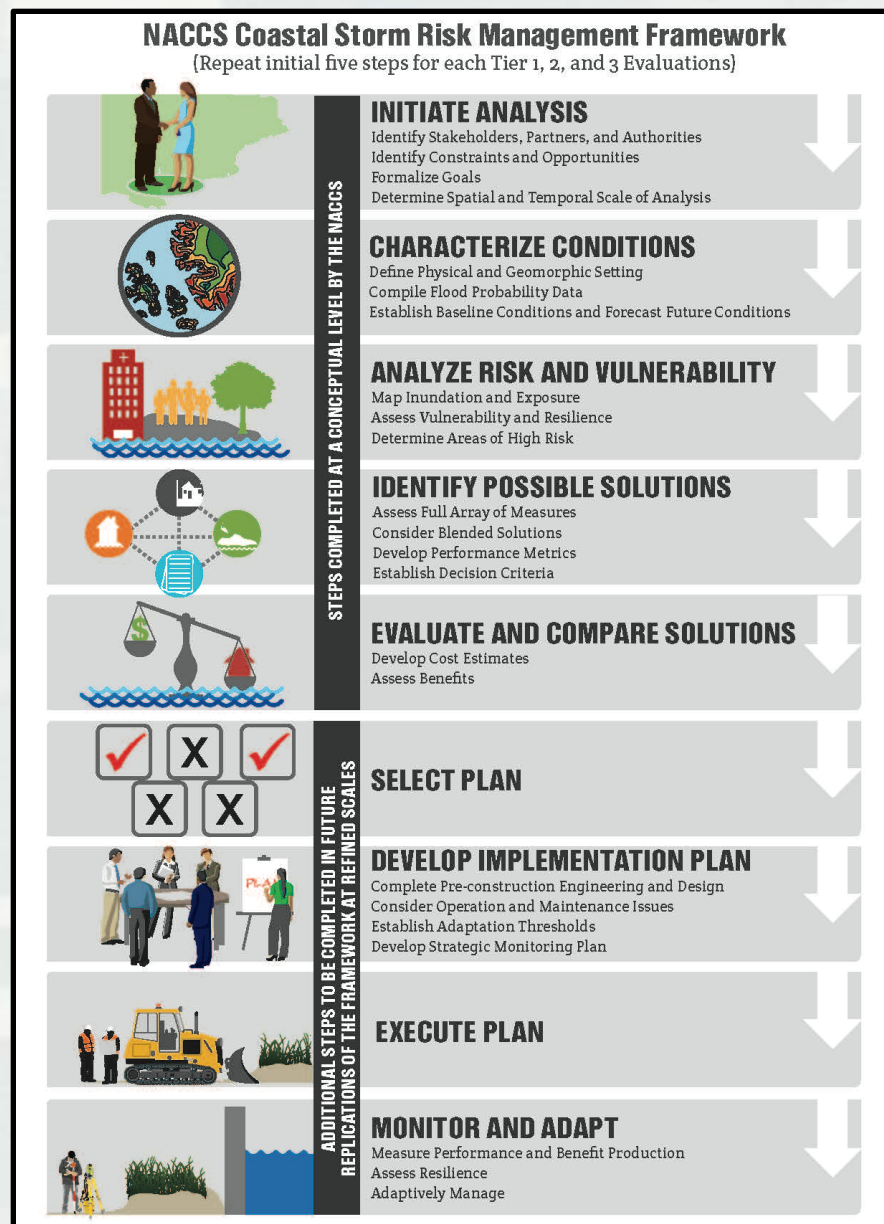 NACCS Coastal Storm Risk Management Framework
(Repeat initial five steps for each Tier 1, 2, and 3 Evaluations)
STEPS COMPLETED AT A CONCEPTUAL LEVEL BY THE NACCS
INITIATE ANALYSIS
Identify Stakeholders, Partners, and Authorities
Identify Constraints and Opportunities
Formalize Goals
Determine Spatial and Temporal Scale of Analysis
CHARACTERIZE CONDITIONS
Define Physical and Geomorphic Setting
Compile Flood Probability Data
Establish Baseline Conditions and Forecast Future Conditions
ANALYZE RISK AND VULNERABILITY
Map Inundation and Exposure
Assess Vulnerability and Resilience
Determine Areas of High Risk
IDENTIFY POSSIBLE SOLUTIONS
Assess Full Array of Measures
Consider Blended Solutions
Develop Performance Metrics
Establish Decision Criteria
$
EVALUATE AND COMPARE SOLUTIONS
Develop Cost Estimates
Assess Benefits
ADDITIONAL STEPS TO BE COMPLETED IN FUTURE
REPLICATIONS OF THE FRAMEWORK AT REFINED SCALES
X
X X
SELECT PLAN
PLAN
DEVELOP IMPLEMENTATION PLAN
Complete Pre-construction Engineering and Design
Consider Operation and Maintenance Issues
Establish Adaptation Thresholds
Develop Strategic Monitoring Plan
EXECUTE PLAN
MONITOR AND ADAPT
Measure Performance and Benefit Production
Assess Resilience
Adaptively Manage